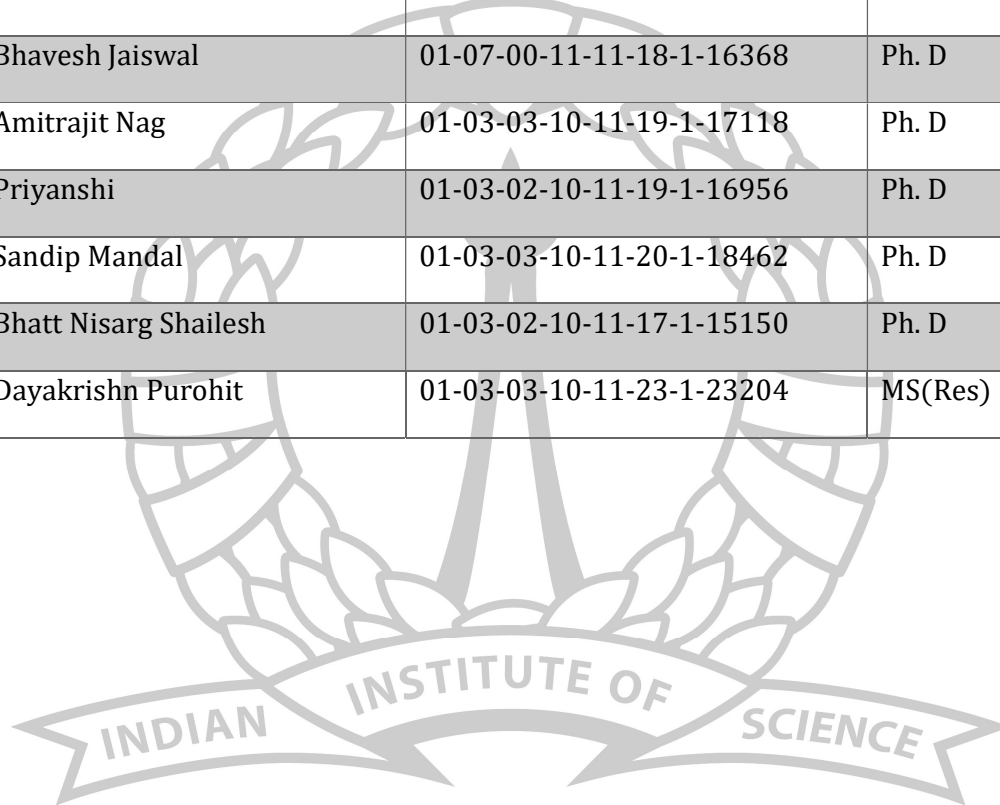 Bhavesh Jaiswal 01-07-00-11-11-18-1-16368 Ph. D
Amitrajit Nag 01-03-03-10-11-19-1-17118 Ph. D
Priyanshi 01-03-02-10-11-19-1-16956 Ph. D
Sandip Mandal 01-03-03-10-11-20-1-18462 Ph. D
Bhatt Nisarg Shailesh 01-03-02-10-11-17-1-15150 Ph. D
Dayakrishn Purohit 01-03-03-10-11-23-1-23204 MS(Res)
INDIAN INSTITUTE OF SCIENCE